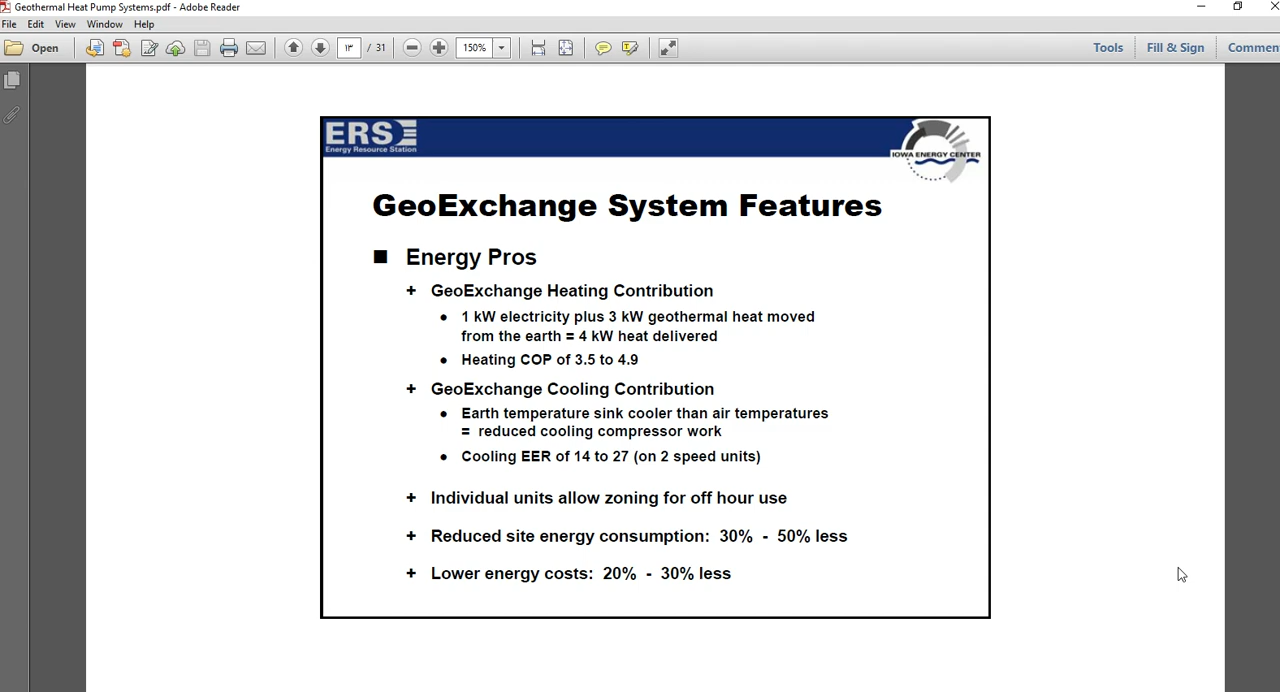 Geothermal Heat Pump Systems.pdf - Adobe Reader
File Edit View Window Help
Open ١٣ / 31 150% Tools Fill & Sign Commen
ERS
Energy Resource Station
IOWA ENERGY CENTER
GeoExchange System Features
■ Energy Pros
+ GeoExchange Heating Contribution
• 1 kW electricity plus 3 kW geothermal heat moved
from the earth = 4 kW heat delivered
• Heating COP of 3.5 to 4.9
+ GeoExchange Cooling Contribution
• Earth temperature sink cooler than air temperatures
= reduced cooling compressor work
• Cooling EER of 14 to 27 (on 2 speed units)
+ Individual units allow zoning for off hour use
+ Reduced site energy consumption: 30% - 50% less
+ Lower energy costs: 20% - 30% less